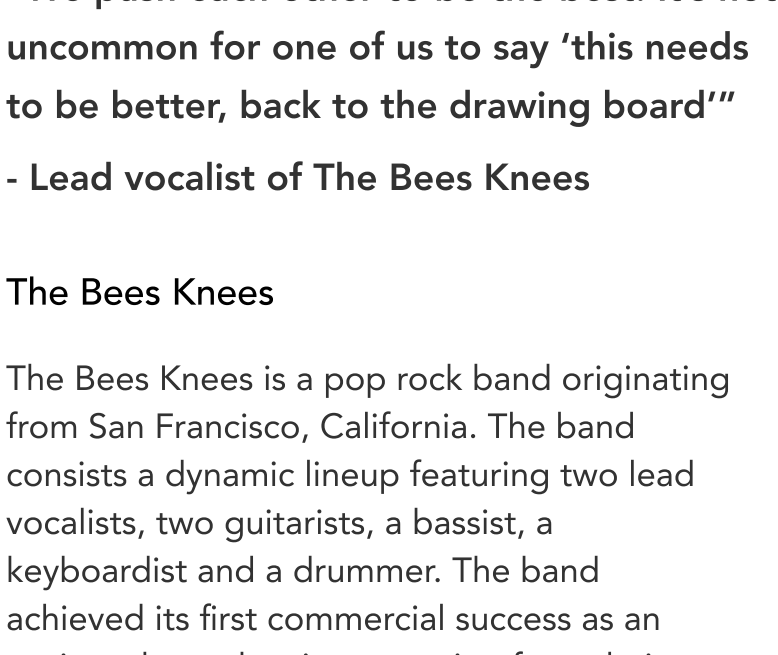 uncommon for one of us to say ‘this needs
to be better, back to the drawing board’”
- Lead vocalist of The Bees Knees
The Bees Knees
The Bees Knees is a pop rock band originating
from San Francisco, California. The band
consists a dynamic lineup featuring two lead
vocalists, two guitarists, a bassist, a
keyboardist and a drummer. The band
achieved its first commercial success as an